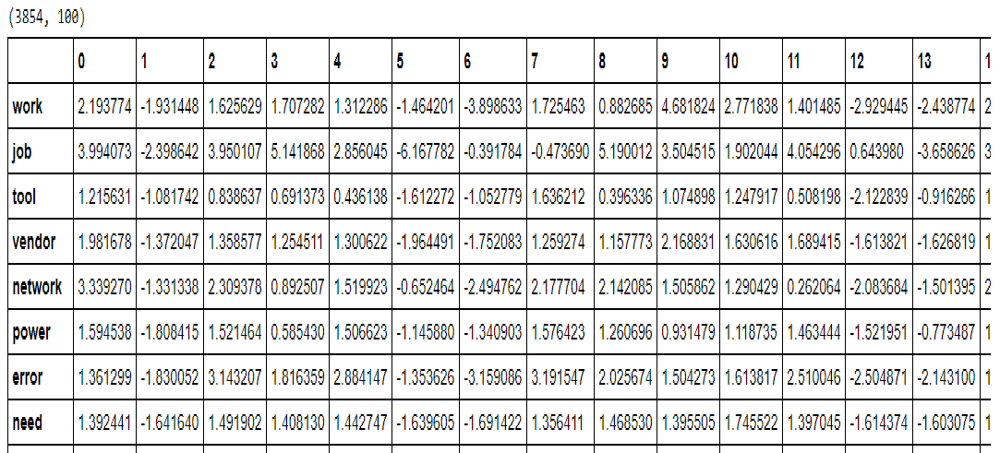 (3854, 100)
0 1 2 3 4 5 6 7 8 9 10 11 12 13 1
work 2.193774 -1.931448 1.625629 1.707282 1.312286 -1.464201 -3.898633 1.725463 0.882685 4.681824 2.771838 1.401485 -2.929445 -2.438774 2
job 3.994073 -2.398642 3.950107 5.141868 2.856045 -6.167782 -0.391784 -0.473690 5.190012 3.504515 1.902044 4.054296 0.643980 -3.658626 3
tool 1.215631 -1.081742 0.838637 0.691373 0.436138 -1.612272 -1.052779 1.636212 0.396336 1.074898 1.247917 0.508198 -2.122839 -0.916266 1
vendor 1.981678 -1.372047 1.358577 1.254511 1.300622 -1.964491 -1.752083 1.259274 1.157773 2.168831 1.630616 1.689415 -1.613821 -1.626819 1
network 3.339270 -1.331338 2.309378 0.892507 1.519923 -0.652464 -2.494762 2.177704 2.142085 1.505862 1.290429 0.262064 -2.083684 -1.501395 2
power 1.594538 -1.808415 1.521464 0.585430 1.506623 -1.145880 -1.340903 1.576423 1.260696 0.931479 1.118735 1.463444 -1.521951 -0.773487 1
error 1.361299 -1.830052 3.143207 1.816359 2.884147 -1.353626 -3.159086 3.191547 2.025674 1.504273 1.613817 2.510046 -2.504871 -2.143100 1
need 1.392441 -1.641640 1.491902 1.408130 1.442747 -1.639605 -1.691422 1.356411 1.468530 1.395505 1.745522 1.397045 -1.614374 -1.603075 1